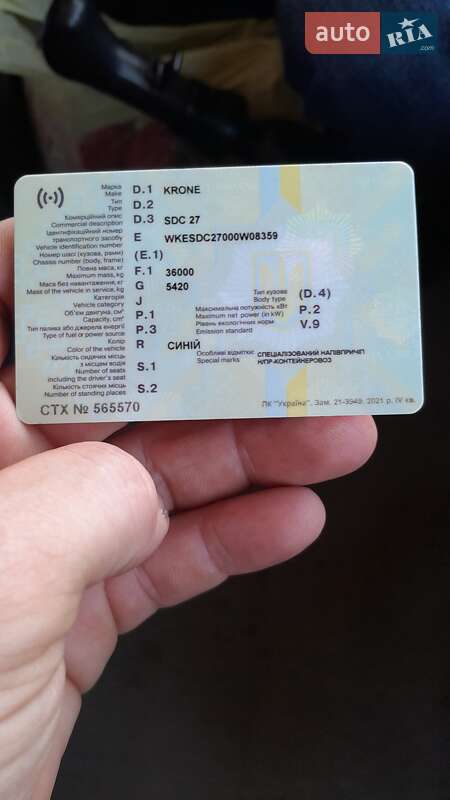 auto RIA .com
Марка
Make D.1 KRONE
Тип
Type D.2
Комерційний опис
Commercial description D.3 SDC 27
Ідентифікаційний номер
транспортного засобу E WKESDC27000W08359
Vehicle identification number
Номер шасі (кузова, рами) (E.1)
Chassis number (body, frame)
Повна маса, кг
Maximum mass, kg F.1 36000
Маса без навантаження, кг G 5420
Mass of the vehicle in service, kg
Категорія
Vehicle category J
Об'єм двигуна, см³
Capacity, cm³ P.1
Тип палива або джерела енергії P.3
Type of fuel or power source
Колір R СИНІЙ
Color of the vehicle
Кількість сидячих місць
з місцем водія
Number of seats S.1
including the driver's seat
Кількість стоячих місць S.2
Number of standing places
Тип кузова (D.4)
Body type
Максимальна потужність кВт P.2
Maximum net power (in kW)
Рівень екологічних норм V.9
Emission standard
Особливі відмітки: СПЕЦІАЛІЗОВАНИЙ НАПІВПРИЧІП
Special marks: Н/ПР-КОНТЕЙНЕРОВОЗ
СТХ № 565570
ПК "Україна", Зам. 21-3949, 2021 р. IV кв.